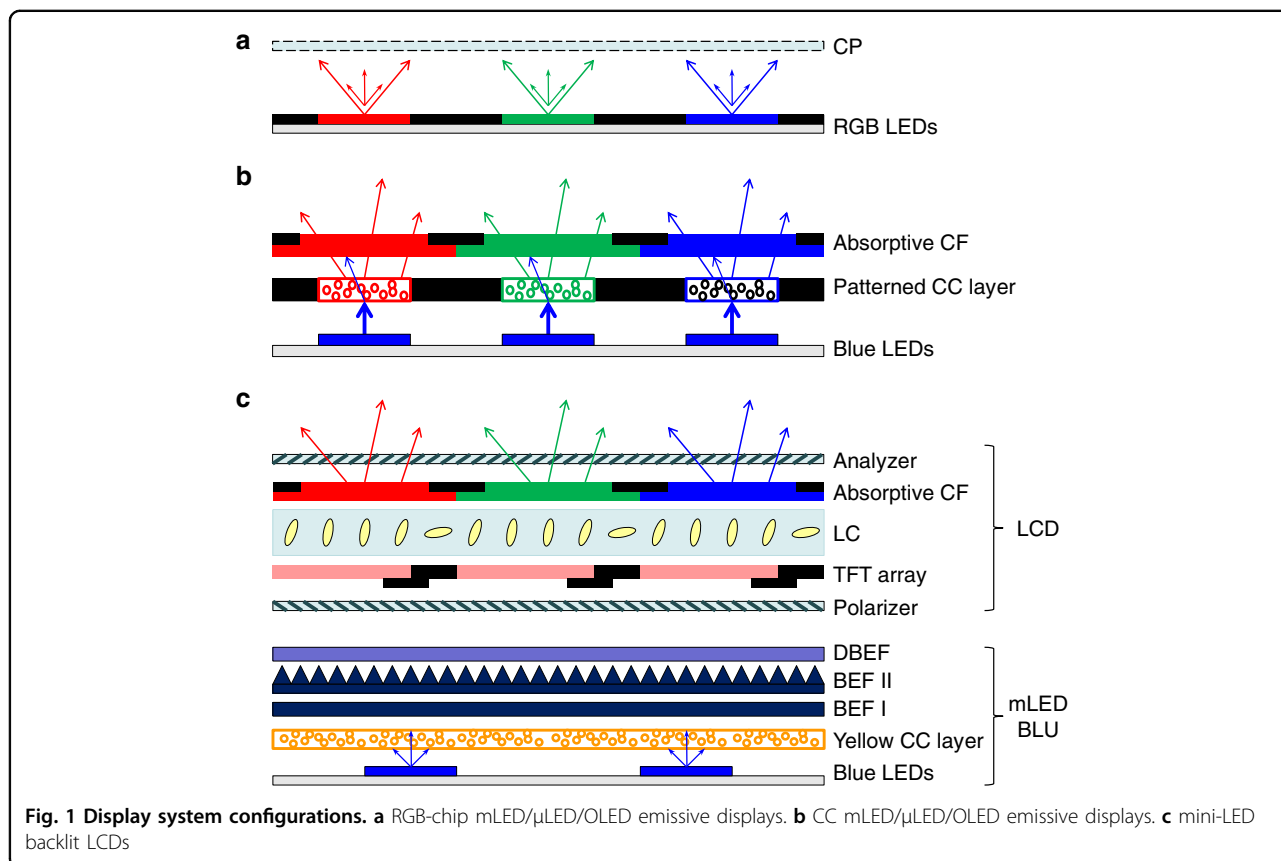 a
CP
RGB LEDs
b
Absorptive CF
Patterned CC layer
Blue LEDs
c
Analyzer
Absorptive CF
LC
TFT array
Polarizer
LCD
DBEF
BEF II
BEF I
Yellow CC layer
Blue LEDs
mLED
BLU
Fig. 1 Display system configurations. a RGB-chip mLED/μLED/OLED emissive displays. b CC mLED/μLED/OLED emissive displays. c mini-LED
backlit LCDs